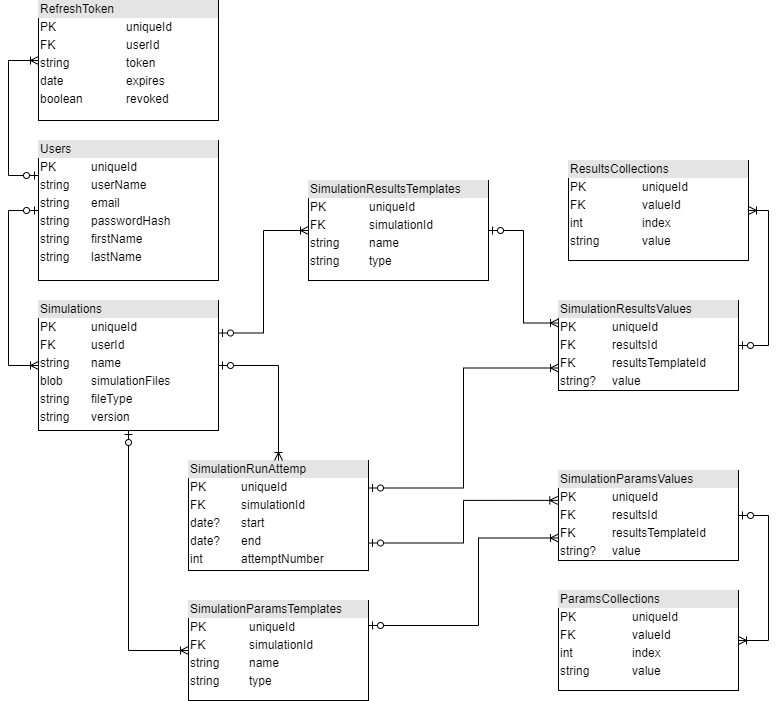 RefreshToken
PK uniqueId
FK userId
string token
date expires
boolean revoked
Users
PK uniqueId
string userName
string email
string passwordHash
string firstName
string lastName
Simulations
PK uniqueId
FK userId
string name
blob simulationFiles
string fileType
string version
SimulationResultsTemplates
PK uniqueId
FK simulationId
string name
string type
ResultsCollections
PK uniqueId
FK valueId
int index
string value
SimulationResultsValues
PK uniqueId
FK resultsId
FK resultsTemplateId
string? value
SimulationRunAttemp
PK uniqueId
FK simulationId
date? start
date? end
int attemptNumber
SimulationParamsValues
PK uniqueId
FK resultsId
FK resultsTemplateId
string? value
SimulationParamsTemplates
PK uniqueId
FK simulationId
string name
string type
ParamsCollections
PK uniqueId
FK valueId
int index
string value